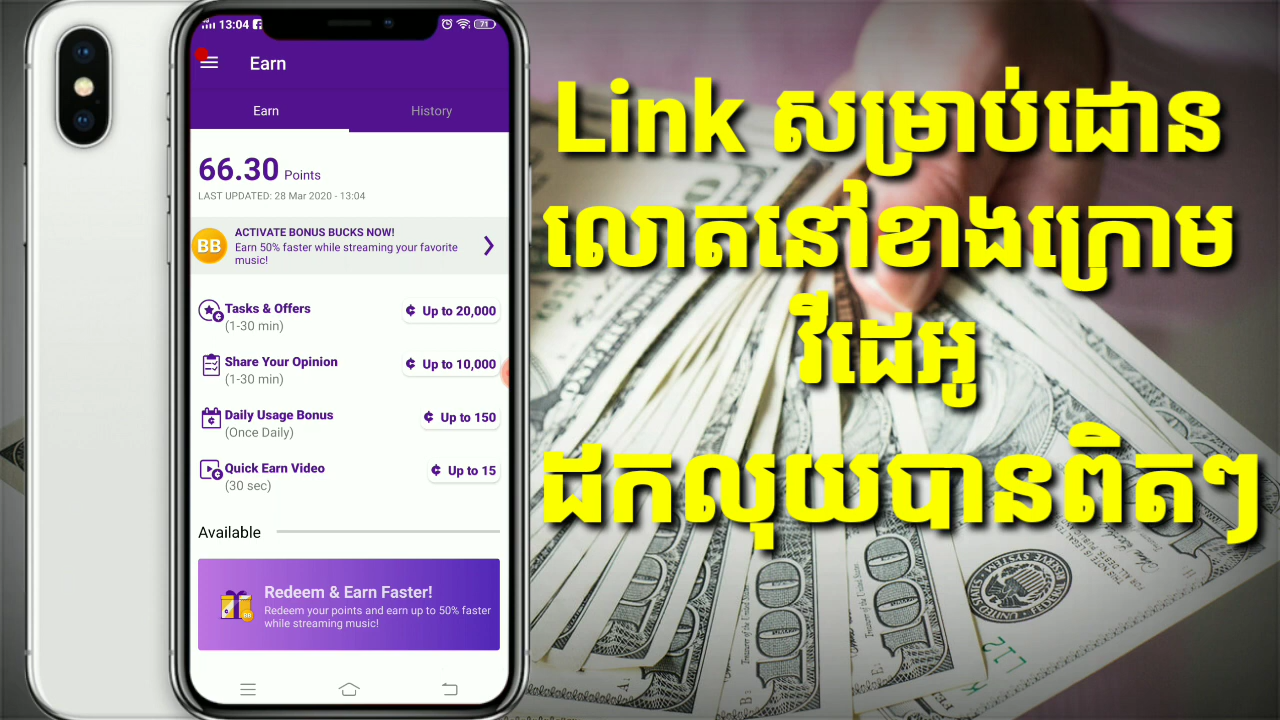 13:04
71
Earn
Earn
History
66.30 Points
LAST UPDATED: 28 Mar 2020 - 13:04
BB
ACTIVATE BONUS BUCKS NOW!
Earn 50% faster while streaming your favorite
music!
Tasks & Offers
Up to 20,000
(1-30 min)
Share Your Opinion
Up to 10,000
(1-30 min)
Daily Usage Bonus
Up to 150
(Once Daily)
Quick Earn Video
Up to 15
(30 sec)
Available
Redeem & Earn Faster!
Redeem your points and earn up to 50% faster
while streaming music!
Link សម្រាប់ដោន
លោតនៅខាងក្រោម
វីដេអូ
ដកលុយបានពិតៗ
100
100
100